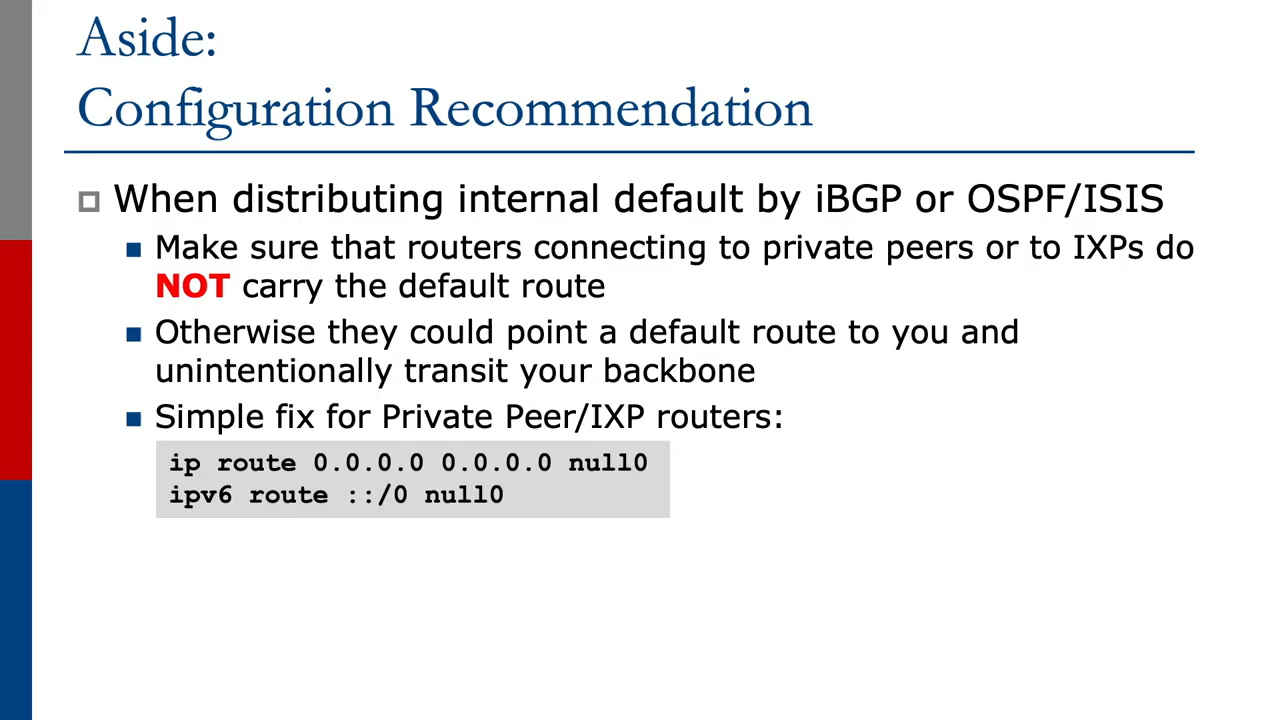 Aside:
Configuration Recommendation
When distributing internal default by iBGP or OSPF/ISIS
Make sure that routers connecting to private peers or to IXPs do
NOT carry the default route
Otherwise they could point a default route to you and
unintentionally transit your backbone
Simple fix for Private Peer/IXP routers:
ip route 0.0.0.0 0.0.0.0 null0
ipv6 route ::/0 null0